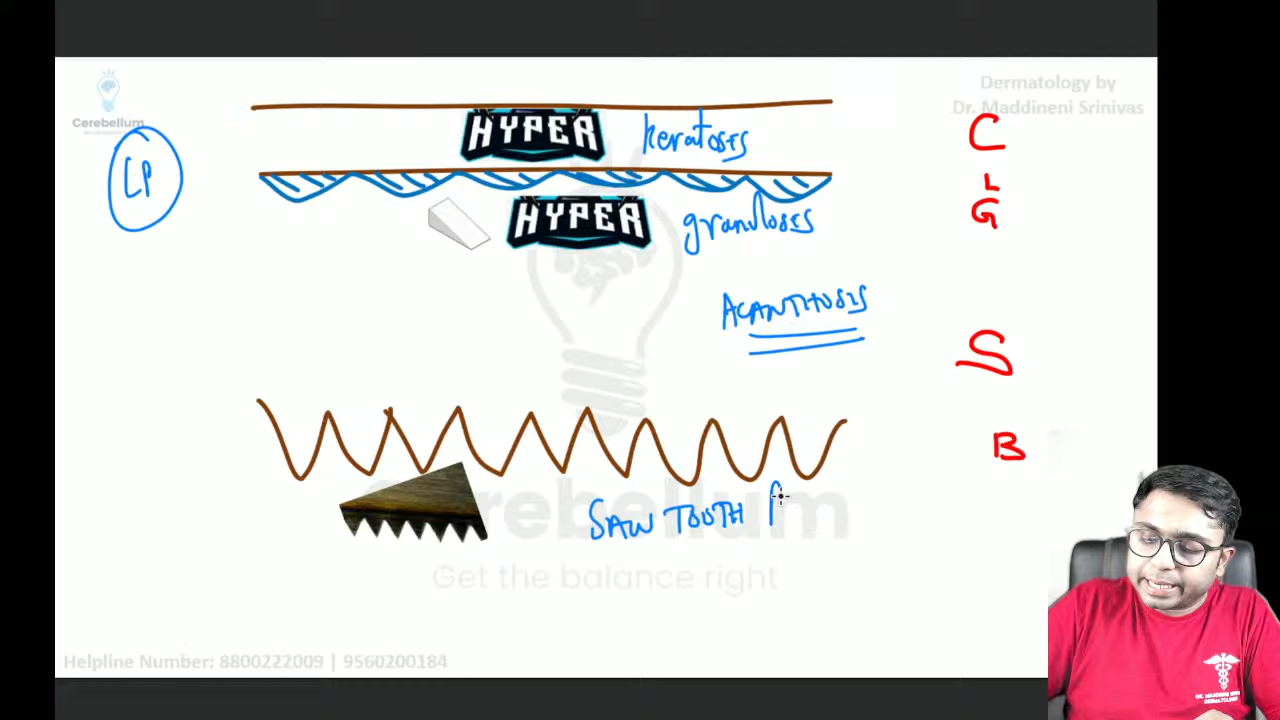 Dermatology by
Dr. Maddineni Srinivas
Cerebellum
LP
HYPER keratosis
HYPER granulosis
ACANTHOSIS
C
L
G
S
B
SAW TOOTH
Cerebellum
Get the balance right
Helpline Number: 8800222009 | 9560200184